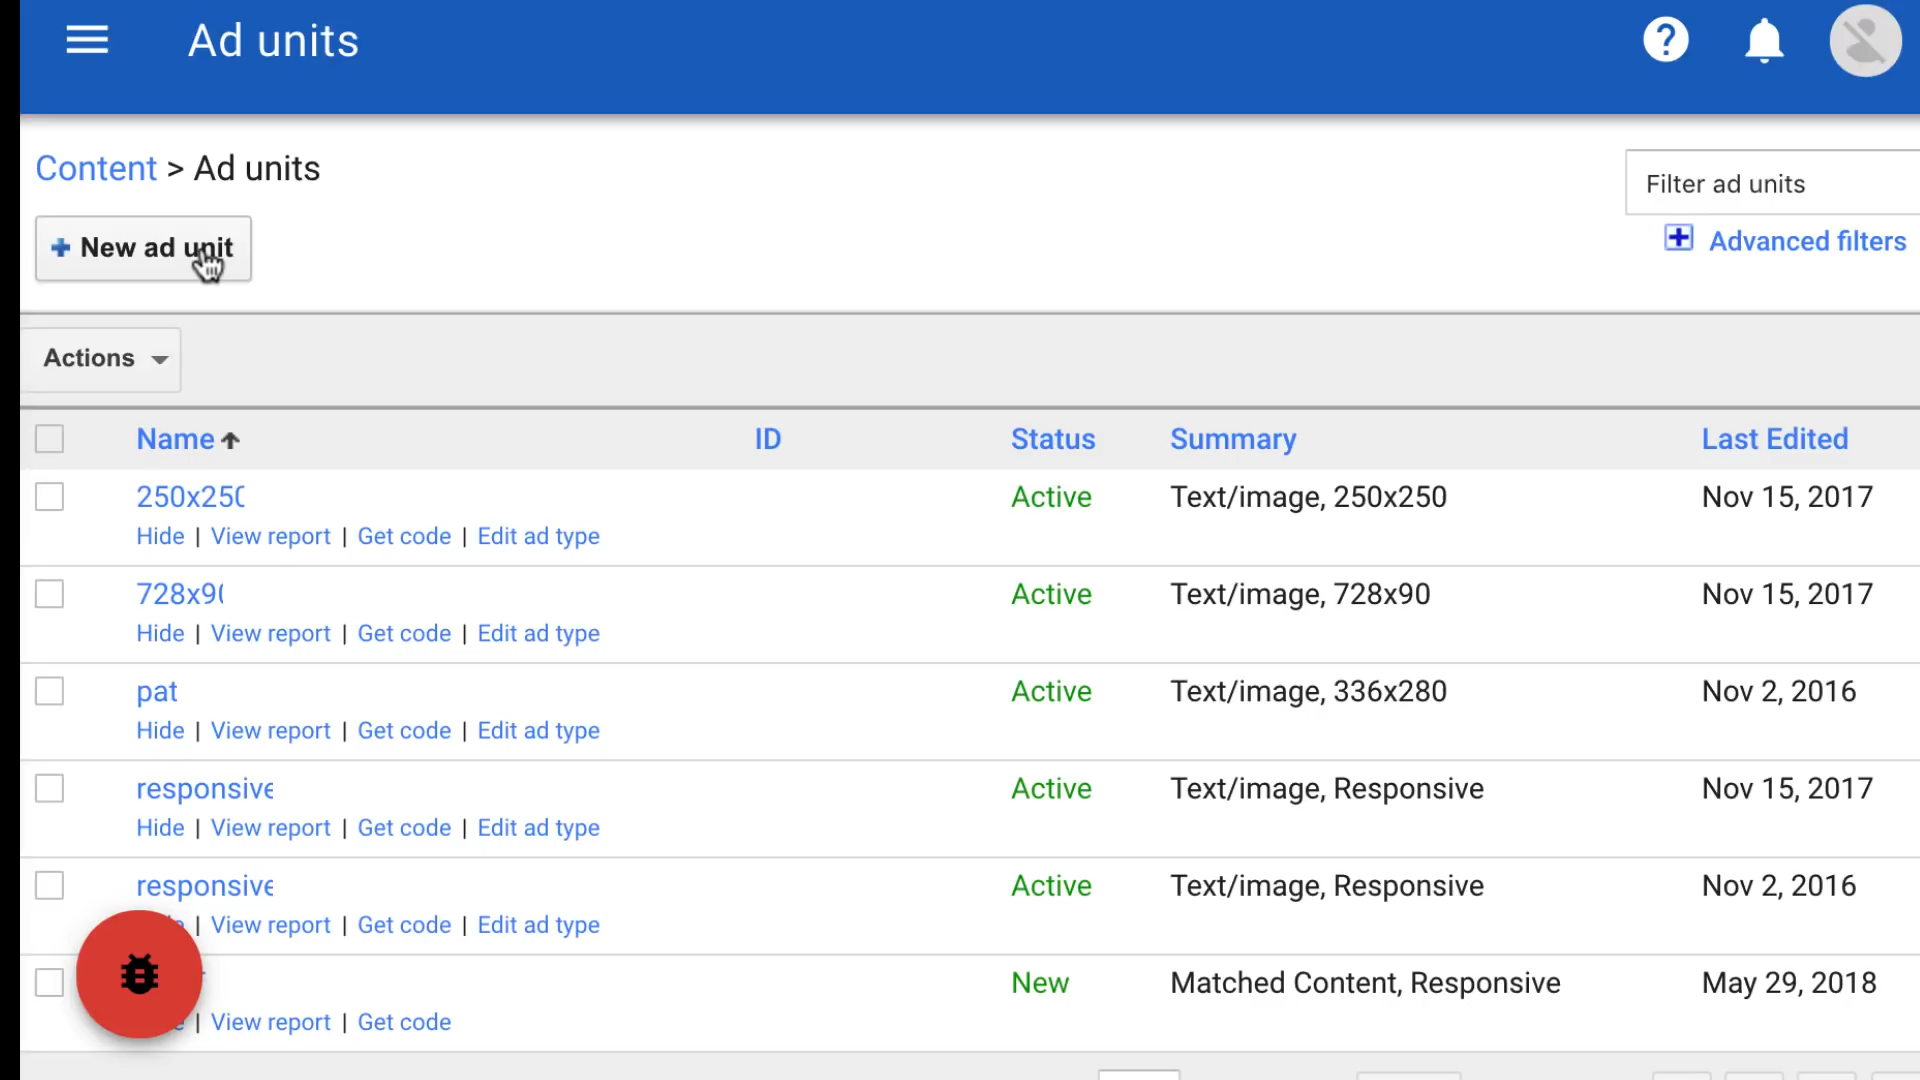 Ad units
Content > Ad units
Filter ad units
New ad unit
Advanced filters
Actions
Name ID Status Summary Last Edited
250x250 Active Text/image, 250x250 Nov 15, 2017
Hide | View report | Get code | Edit ad type
728x90 Active Text/image, 728x90 Nov 15, 2017
Hide | View report | Get code | Edit ad type
pat Active Text/image, 336x280 Nov 2, 2016
Hide | View report | Get code | Edit ad type
responsive Active Text/image, Responsive Nov 15, 2017
Hide | View report | Get code | Edit ad type
responsive Active Text/image, Responsive Nov 2, 2016
| View report | Get code | Edit ad type
New Matched Content, Responsive May 29, 2018
| View report | Get code